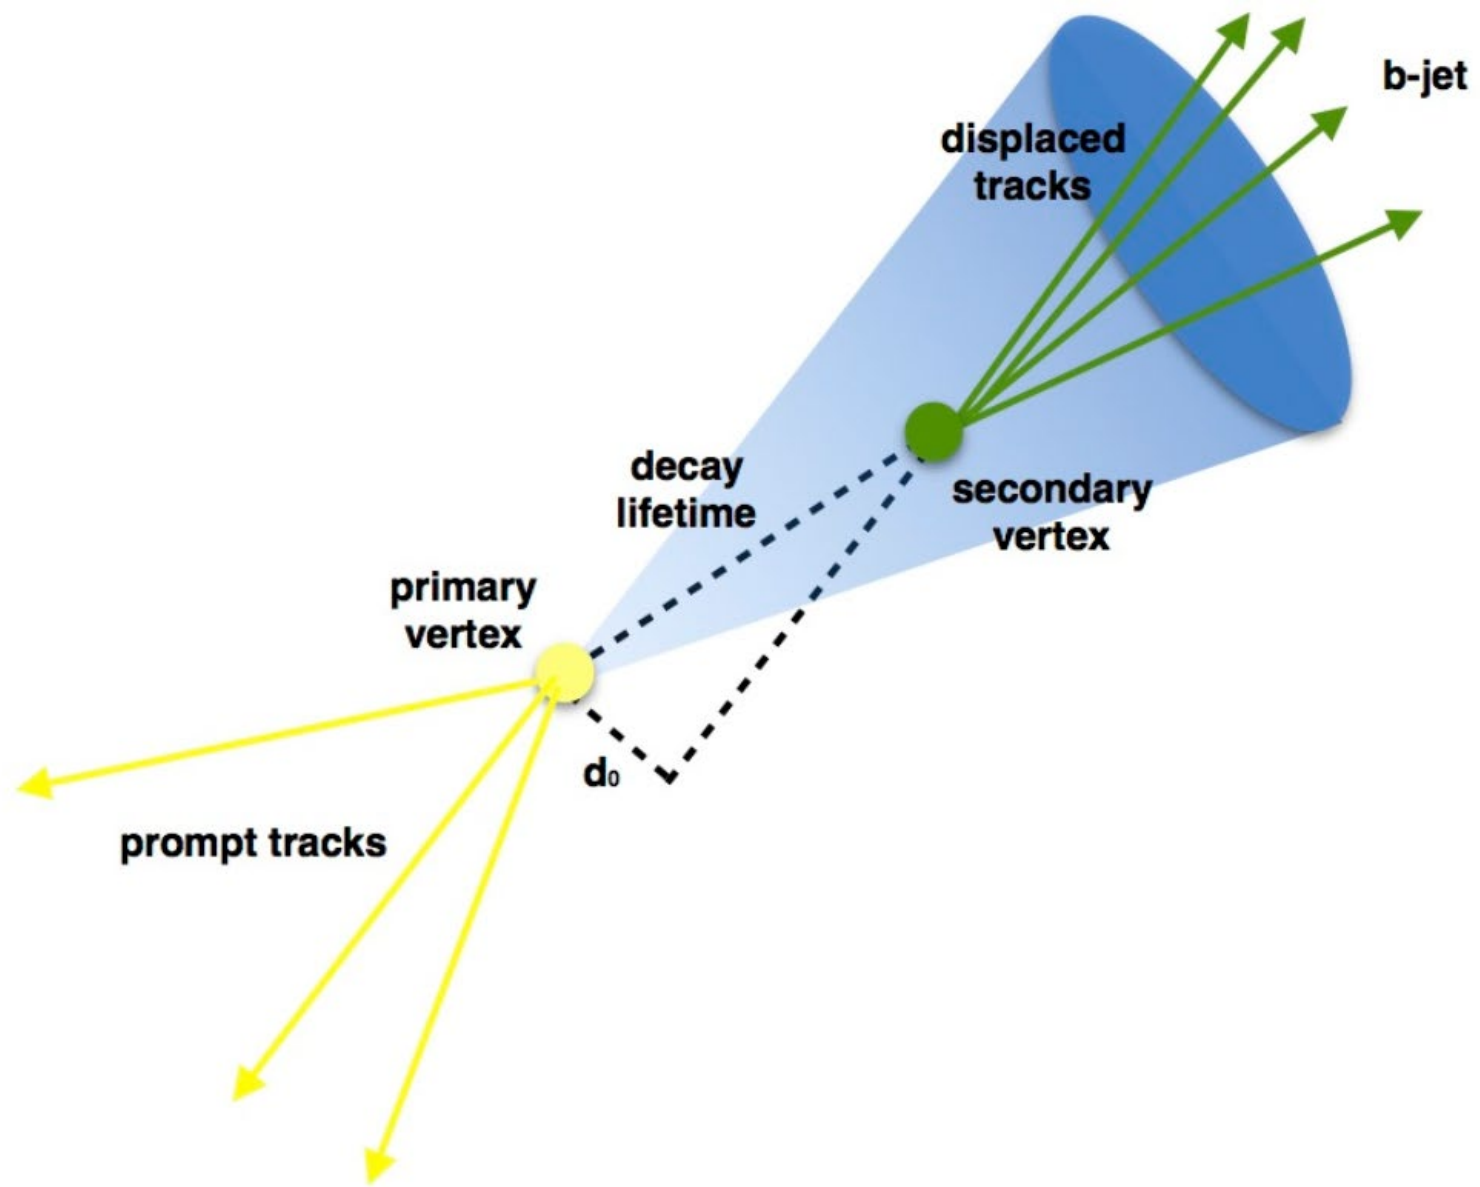 b-jet
displaced
tracks
decay
lifetime
secondary
vertex
primary
vertex
d₀
prompt tracks